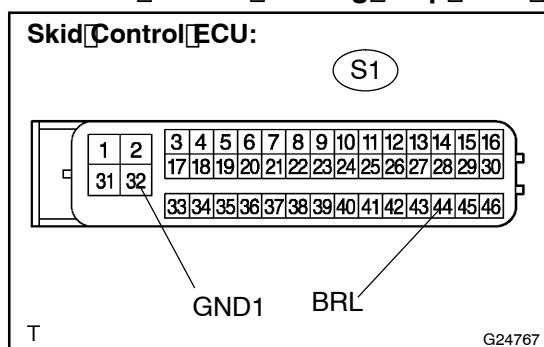 Skid▯Control▯ECU:
S1
1 2
3 4 5 6 7 8 9 10 11 12 13 14 15 16
17 18 19 20 21 22 23 24 25 26 27 28 29 30
31 32
33 34 35 36 37 38 39 40 41 42 43 44 45 46
GND1 BRL
T
G24767